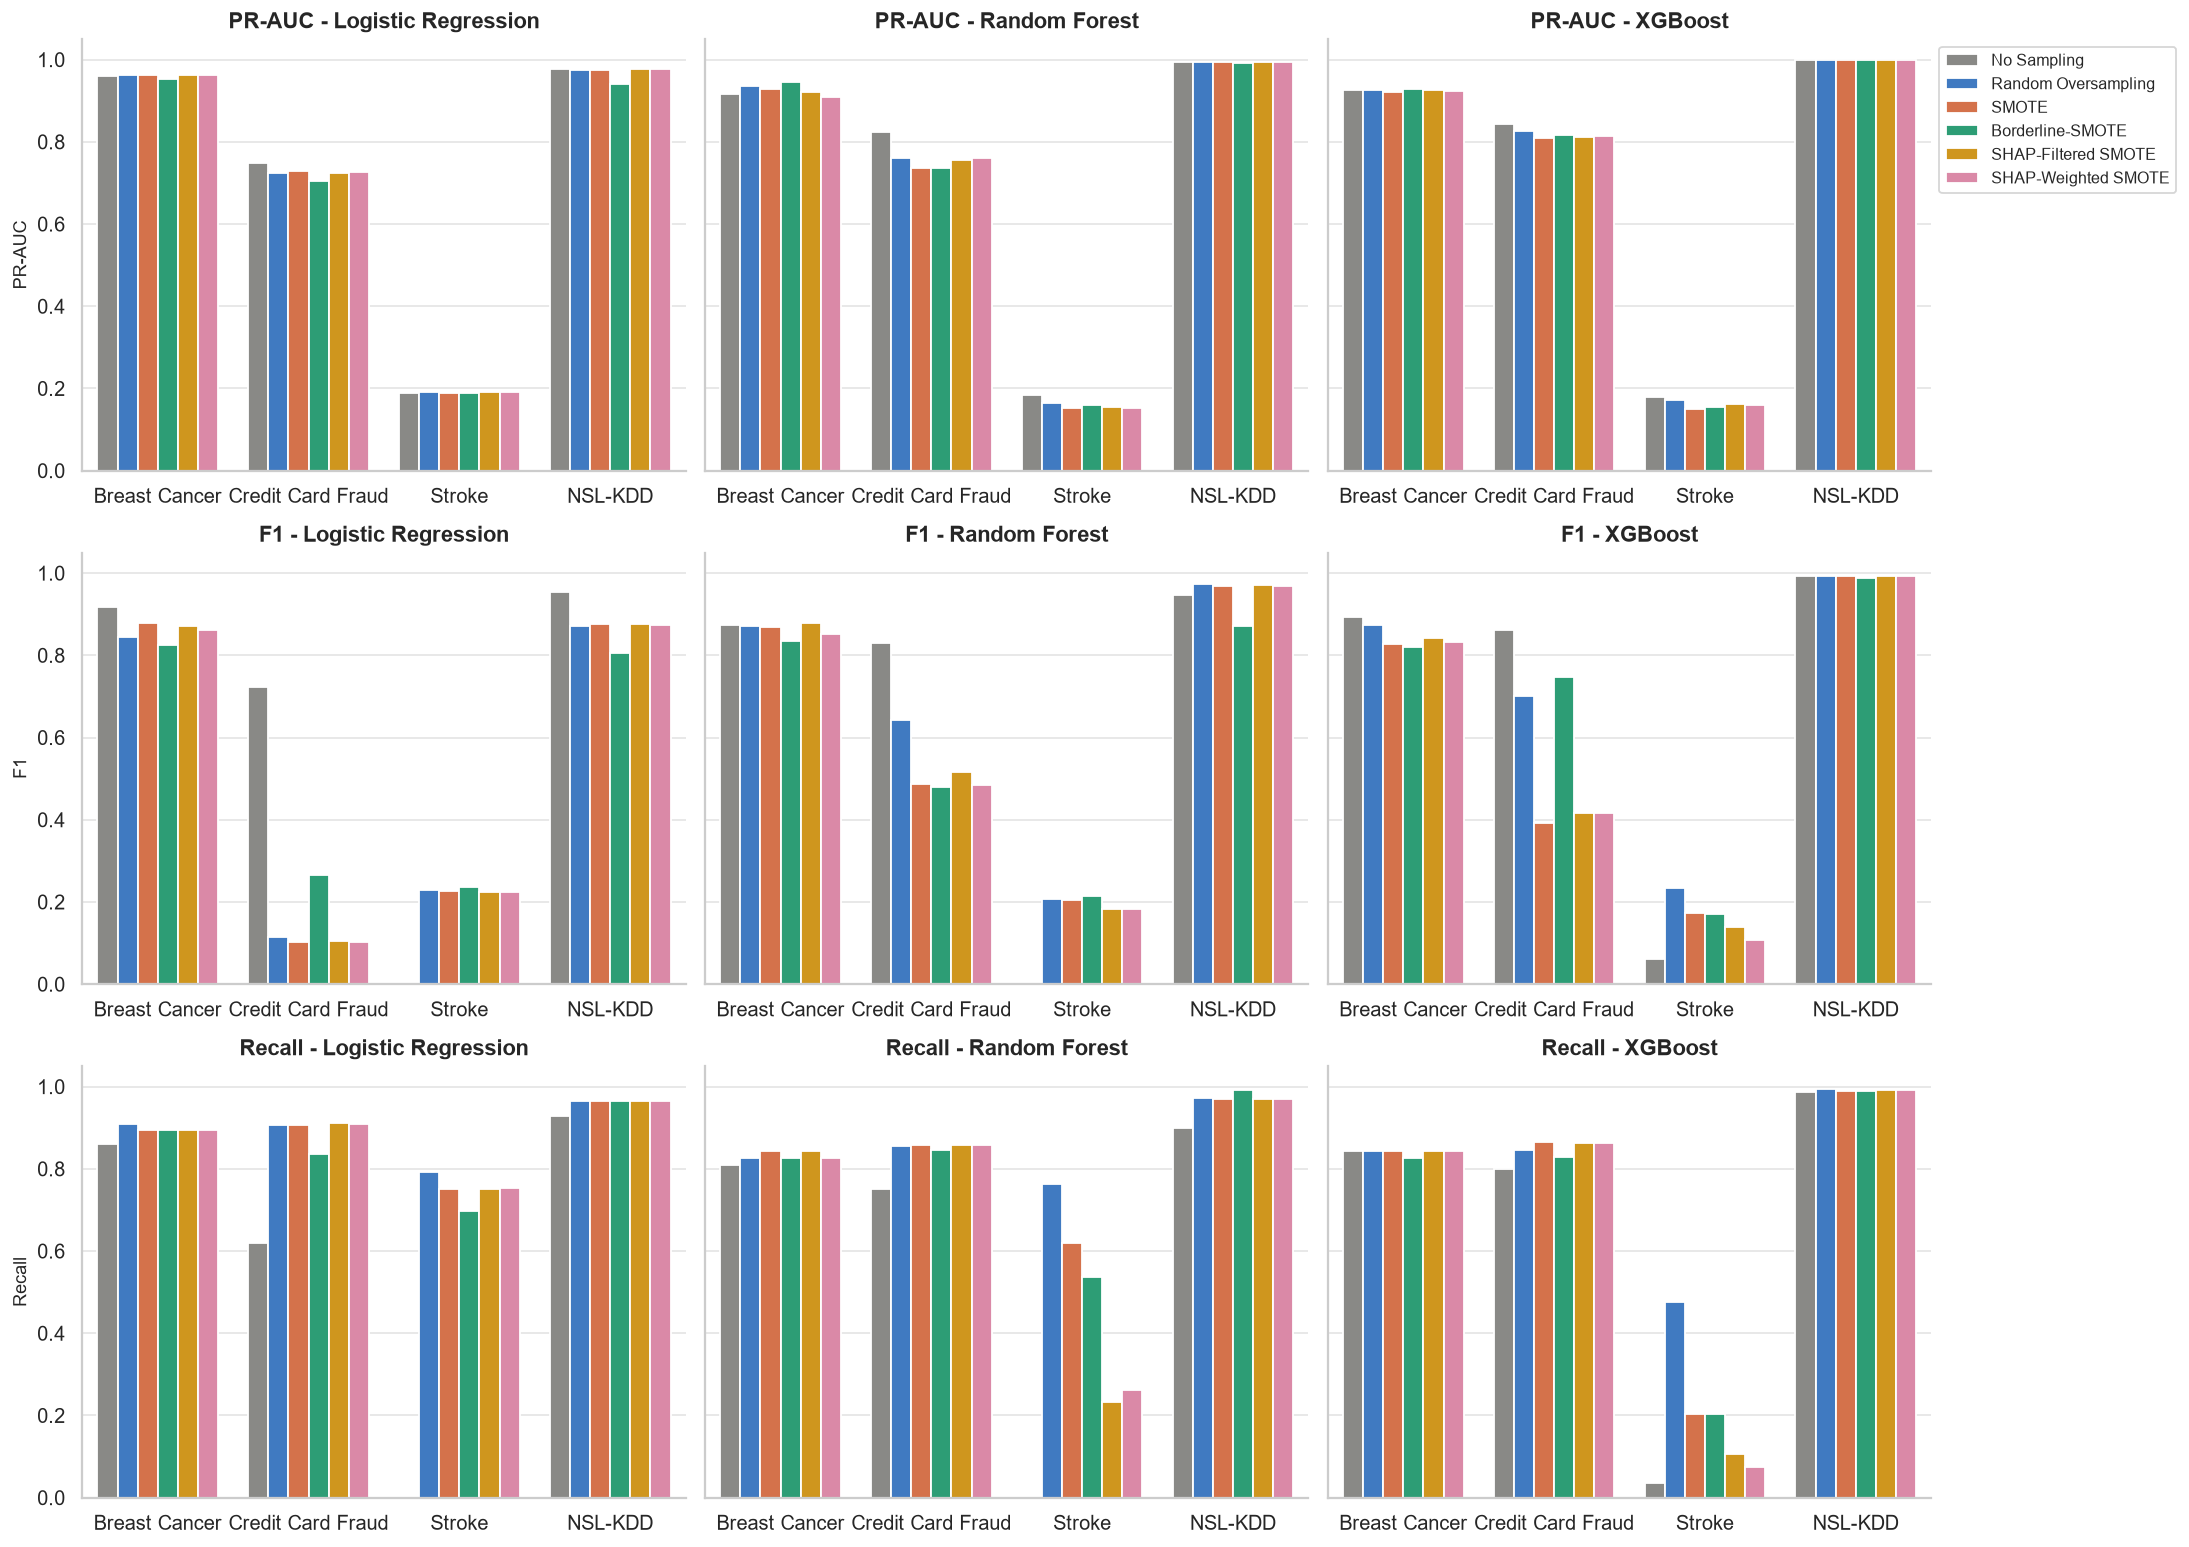 PR-AUC - Logistic Regression
PR-AUC - Random Forest
PR-AUC - XGBoost
No Sampling
Random Oversampling
SMOTE
Borderline-SMOTE
SHAP-Filtered SMOTE
SHAP-Weighted SMOTE
PR-AUC
1.0
0.8
0.6
0.4
0.2
0.0
Breast Cancer Credit Card Fraud Stroke NSL-KDD
Breast Cancer Credit Card Fraud Stroke NSL-KDD
Breast Cancer Credit Card Fraud Stroke NSL-KDD
F1 - Logistic Regression
F1 - Random Forest
F1 - XGBoost
F1
1.0
0.8
0.6
0.4
0.2
0.0
Breast Cancer Credit Card Fraud Stroke NSL-KDD
Breast Cancer Credit Card Fraud Stroke NSL-KDD
Breast Cancer Credit Card Fraud Stroke NSL-KDD
Recall - Logistic Regression
Recall - Random Forest
Recall - XGBoost
Recall
1.0
0.8
0.6
0.4
0.2
0.0
Breast Cancer Credit Card Fraud Stroke NSL-KDD
Breast Cancer Credit Card Fraud Stroke NSL-KDD
Breast Cancer Credit Card Fraud Stroke NSL-KDD